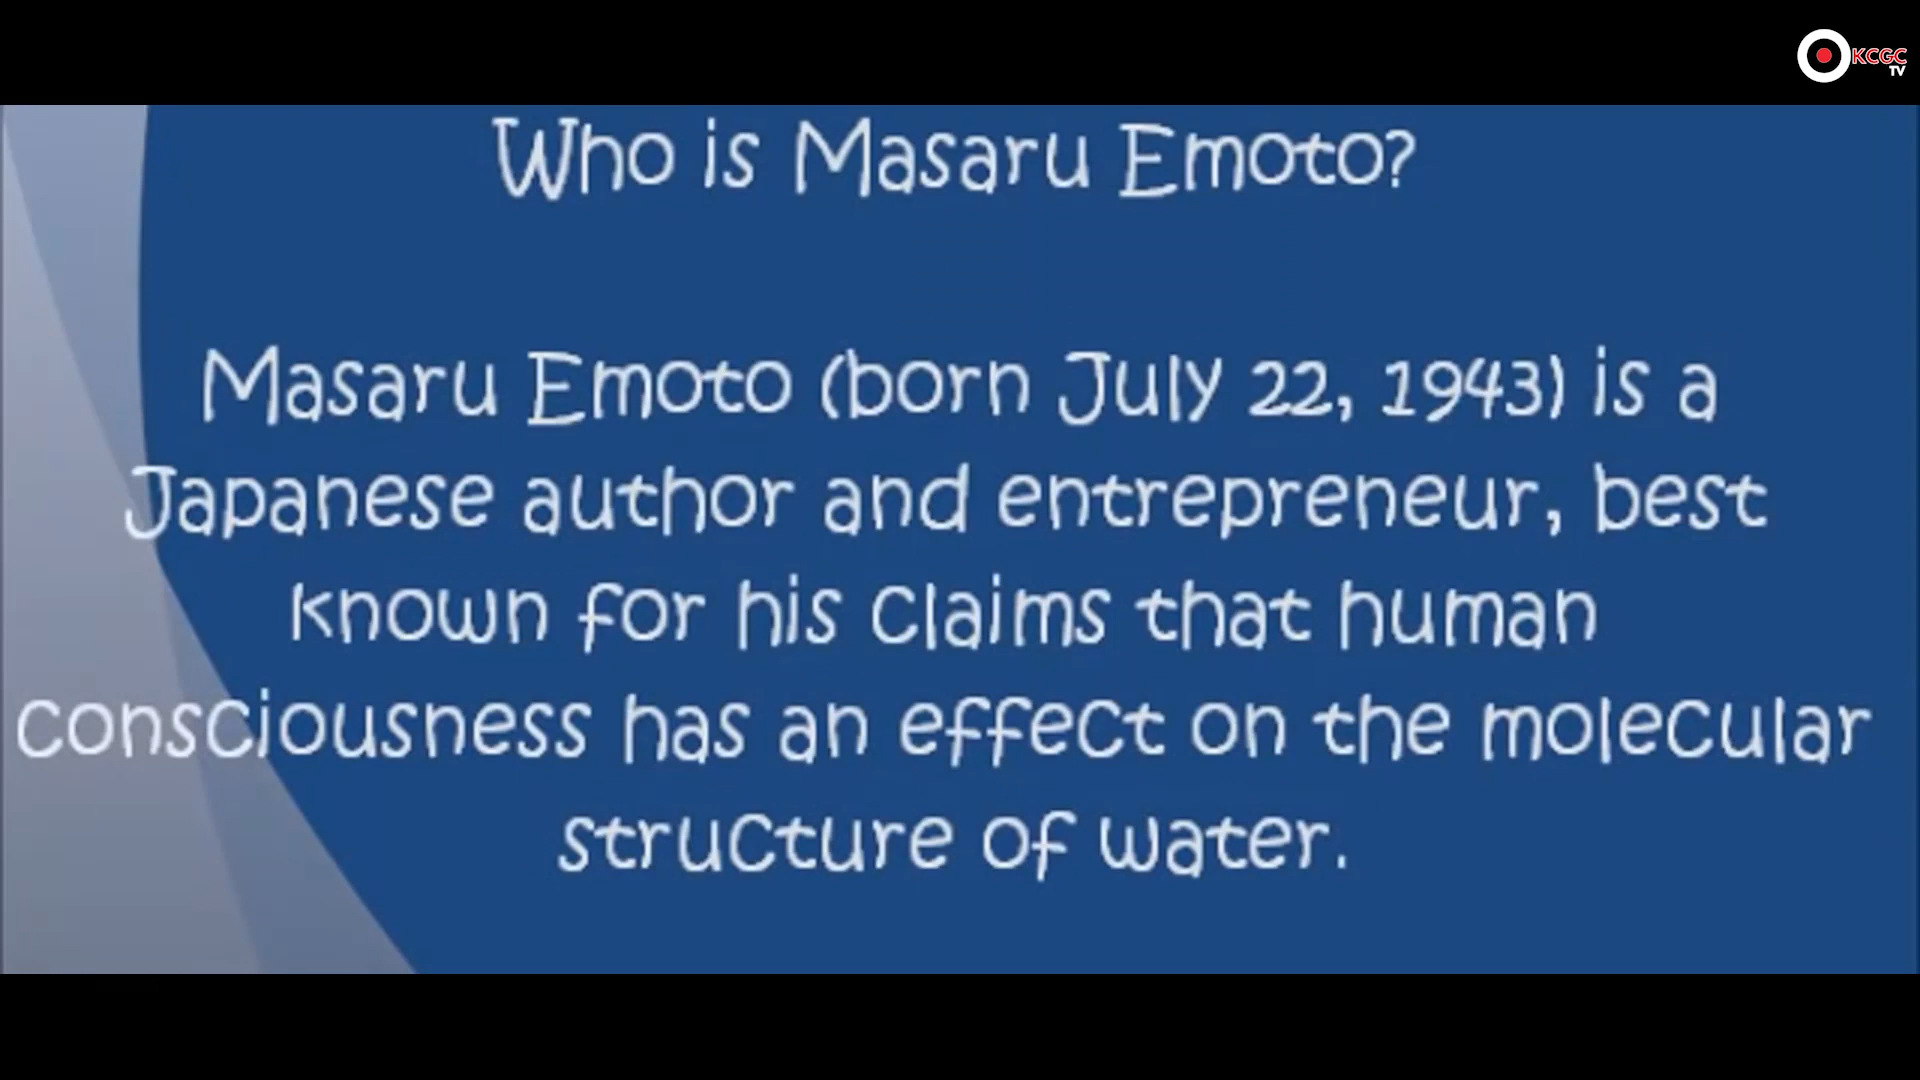 KCGC
TV
Who is Masaru Emoto?
Masaru Emoto (born July 22, 1943) is a
Japanese author and entrepreneur, best
known for his claims that human
consciousness has an effect on the molecular
structure of water.